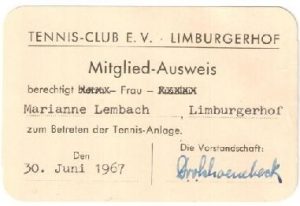 TENNIS-CLUB E. V. · LIMBURGERHOF
Mitglied-Ausweis
berechtigt - Frau -
Marianne Lembach , Limburgerhof
zum Betreten der Tennis-Anlage.
Den Die Vorstandschaft:
30. Juni 1967